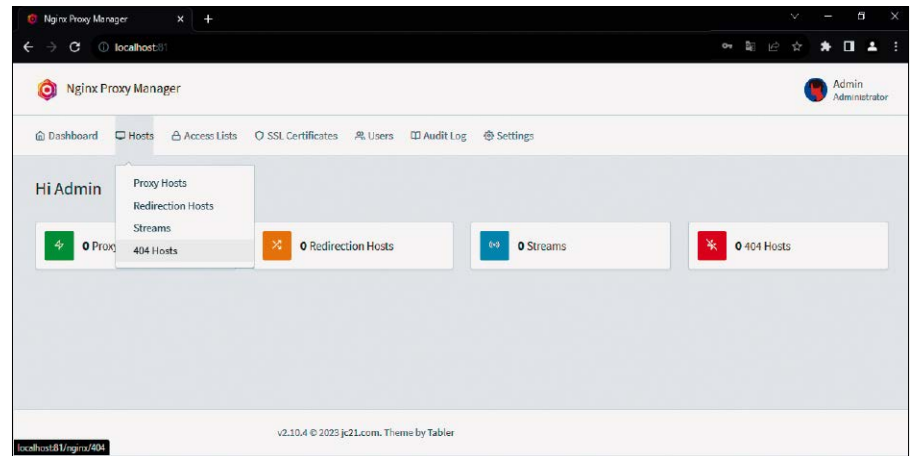 Nginx Proxy Manager
localhost:81
Nginx Proxy Manager
Admin
Administrator
Dashboard Hosts Access Lists SSL Certificates Users Audit Log Settings
Hi Admin
Proxy Hosts
Redirection Hosts
Streams
404 Hosts
0 Proxy
0 Redirection Hosts
0 Streams
0 404 Hosts
v2.10.4 © 2023 jc21.com. Theme by Tabler
localhost:81/nginx/404